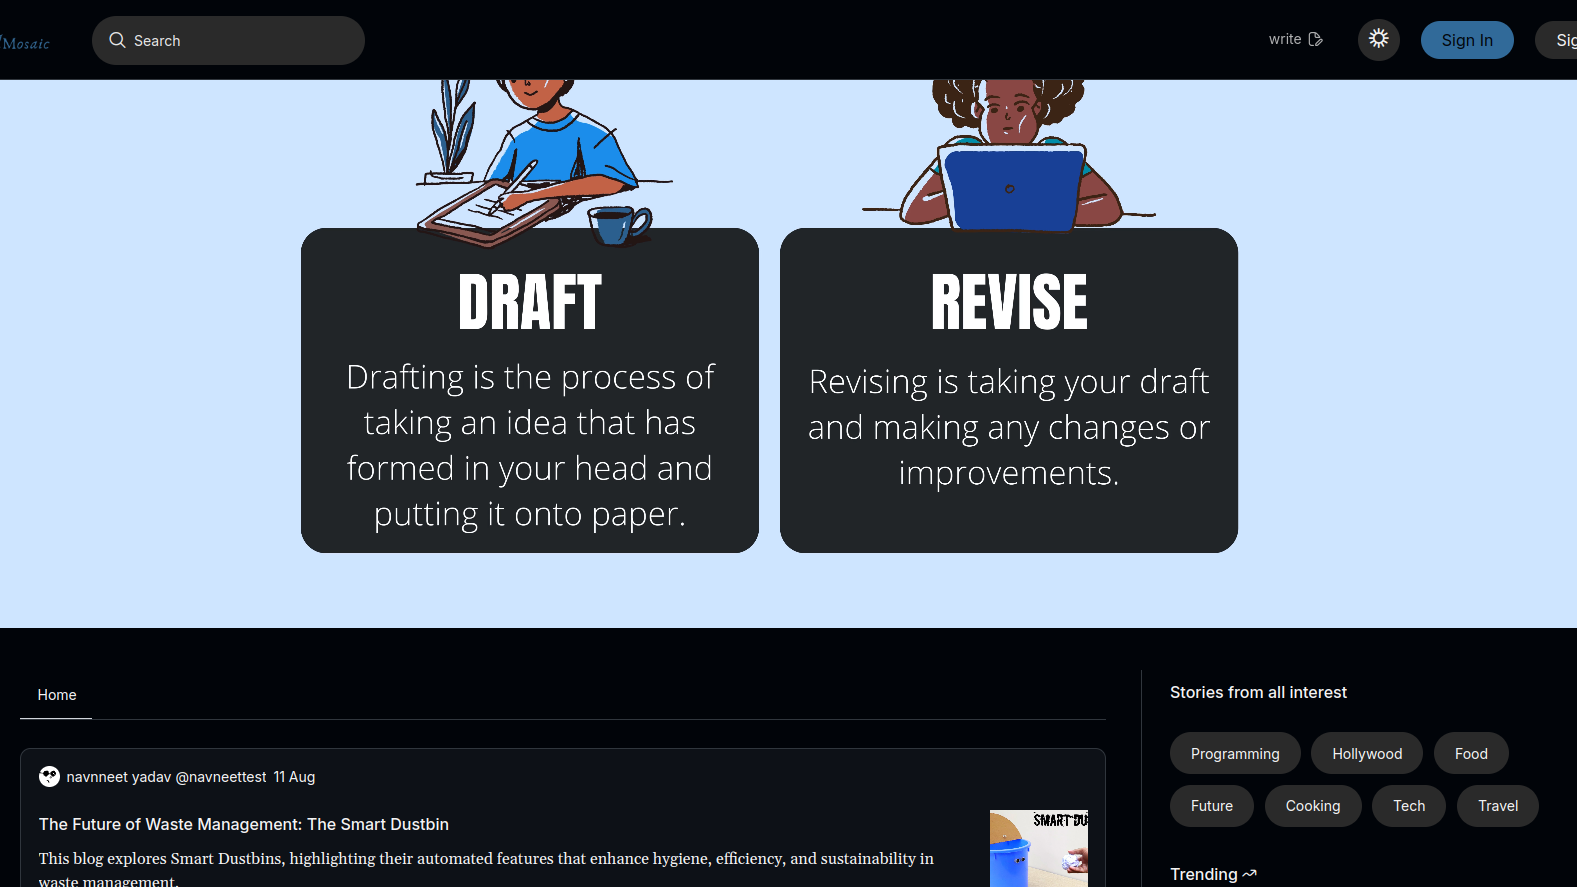 Mosaic
Search
write
Sign In
DRAFT
Drafting is the process of
taking an idea that has
formed in your head and
putting it onto paper.
REVISE
Revising is taking your draft
and making any changes or
improvements.
Home
navnneet yadav @navneettest 11 Aug
The Future of Waste Management: The Smart Dustbin
This blog explores Smart Dustbins, highlighting their automated features that enhance hygiene, efficiency, and sustainability in
waste management.
SMART DU
Stories from all interest
Programming Hollywood Food
Future Cooking Tech Travel
Trending